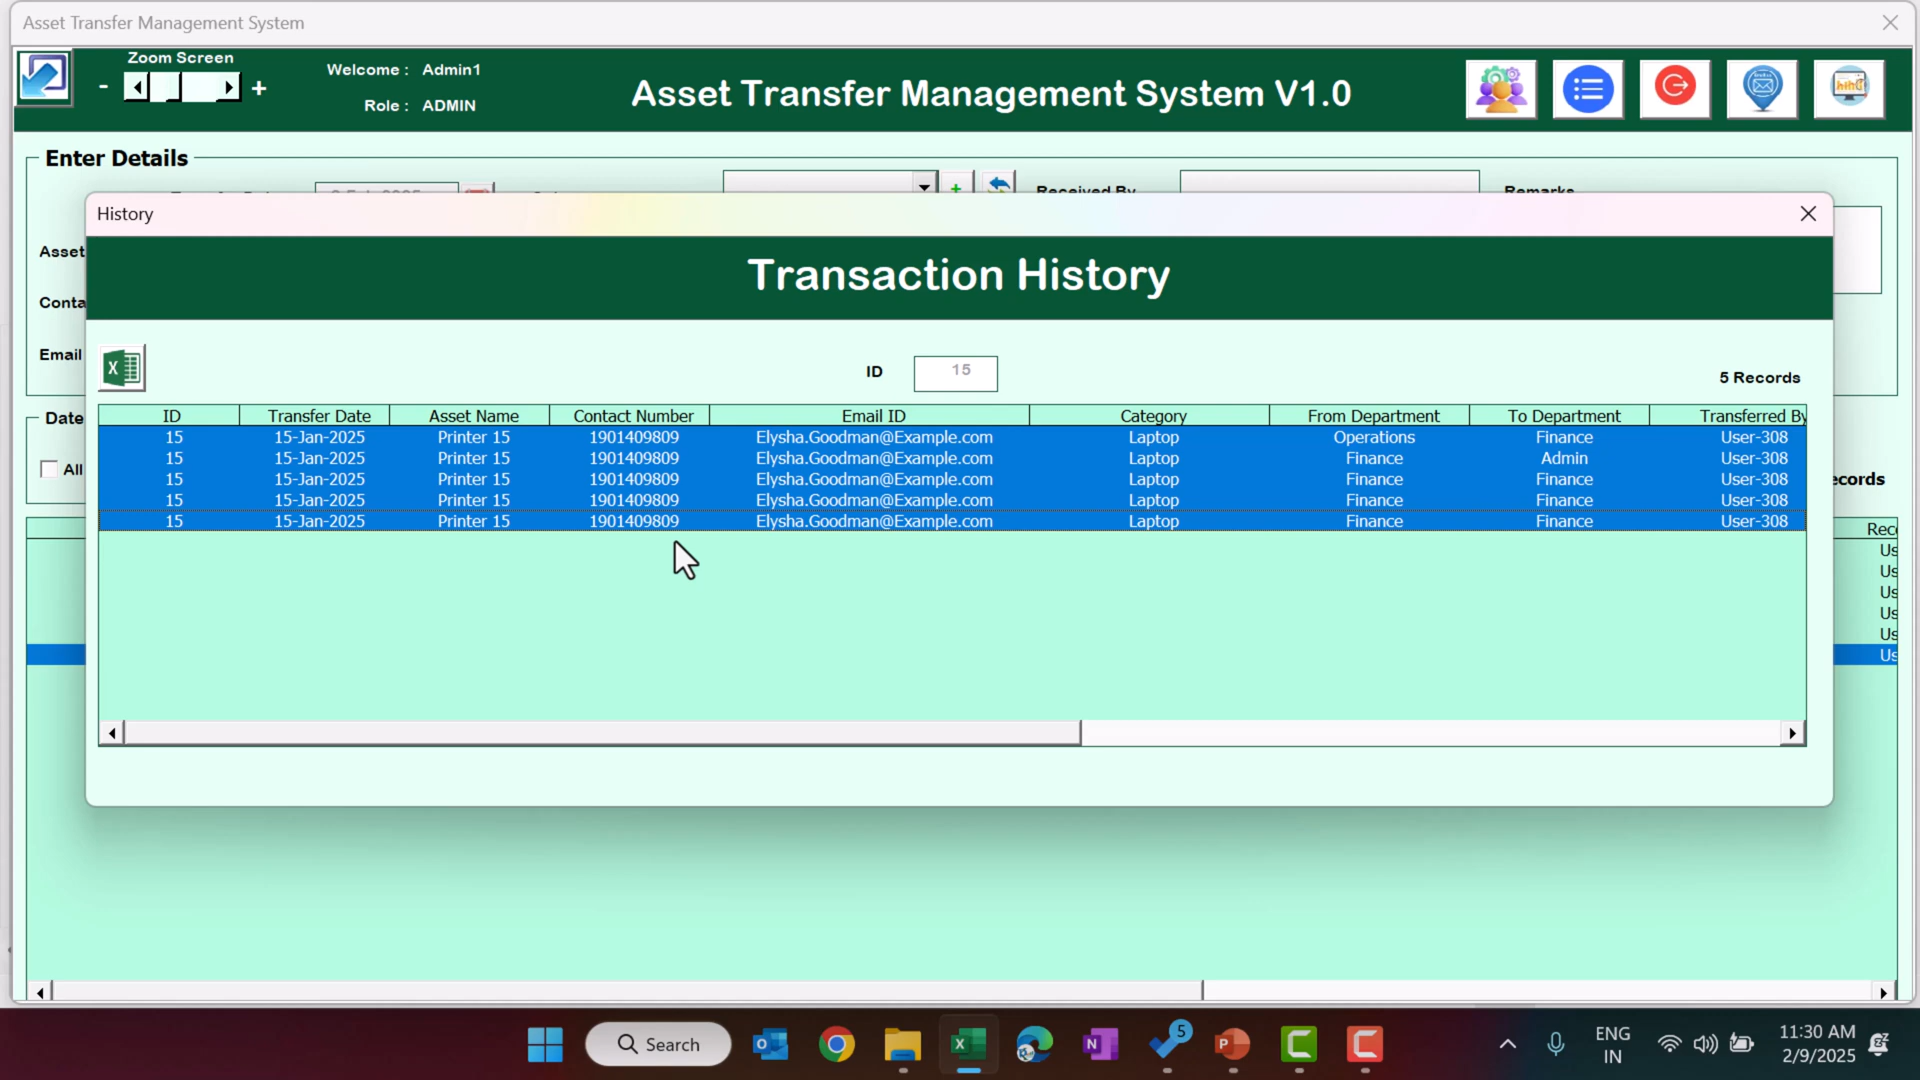 Asset Transfer Management System
Zoom Screen
- +
Welcome : Admin1
Role : ADMIN
Asset Transfer Management System V1.0
Enter Details
Received By
Remarks
History
Asset
Conta
Email
Transaction History
ID 15
5 Records
Date
All
ecords
ID Transfer Date Asset Name Contact Number Email ID Category From Department To Department Transferred By
15 15-Jan-2025 Printer 15 1901409809 Elysha.Goodman@Example.com Laptop Operations Finance User-308
15 15-Jan-2025 Printer 15 1901409809 Elysha.Goodman@Example.com Laptop Finance Admin User-308
15 15-Jan-2025 Printer 15 1901409809 Elysha.Goodman@Example.com Laptop Finance Finance User-308
15 15-Jan-2025 Printer 15 1901409809 Elysha.Goodman@Example.com Laptop Finance Finance User-308
15 15-Jan-2025 Printer 15 1901409809 Elysha.Goodman@Example.com Laptop Finance Finance User-308
Rec
Us
Us
Us
Us
Us
Us
Search
5
ENG
IN
11:30 AM
2/9/2025